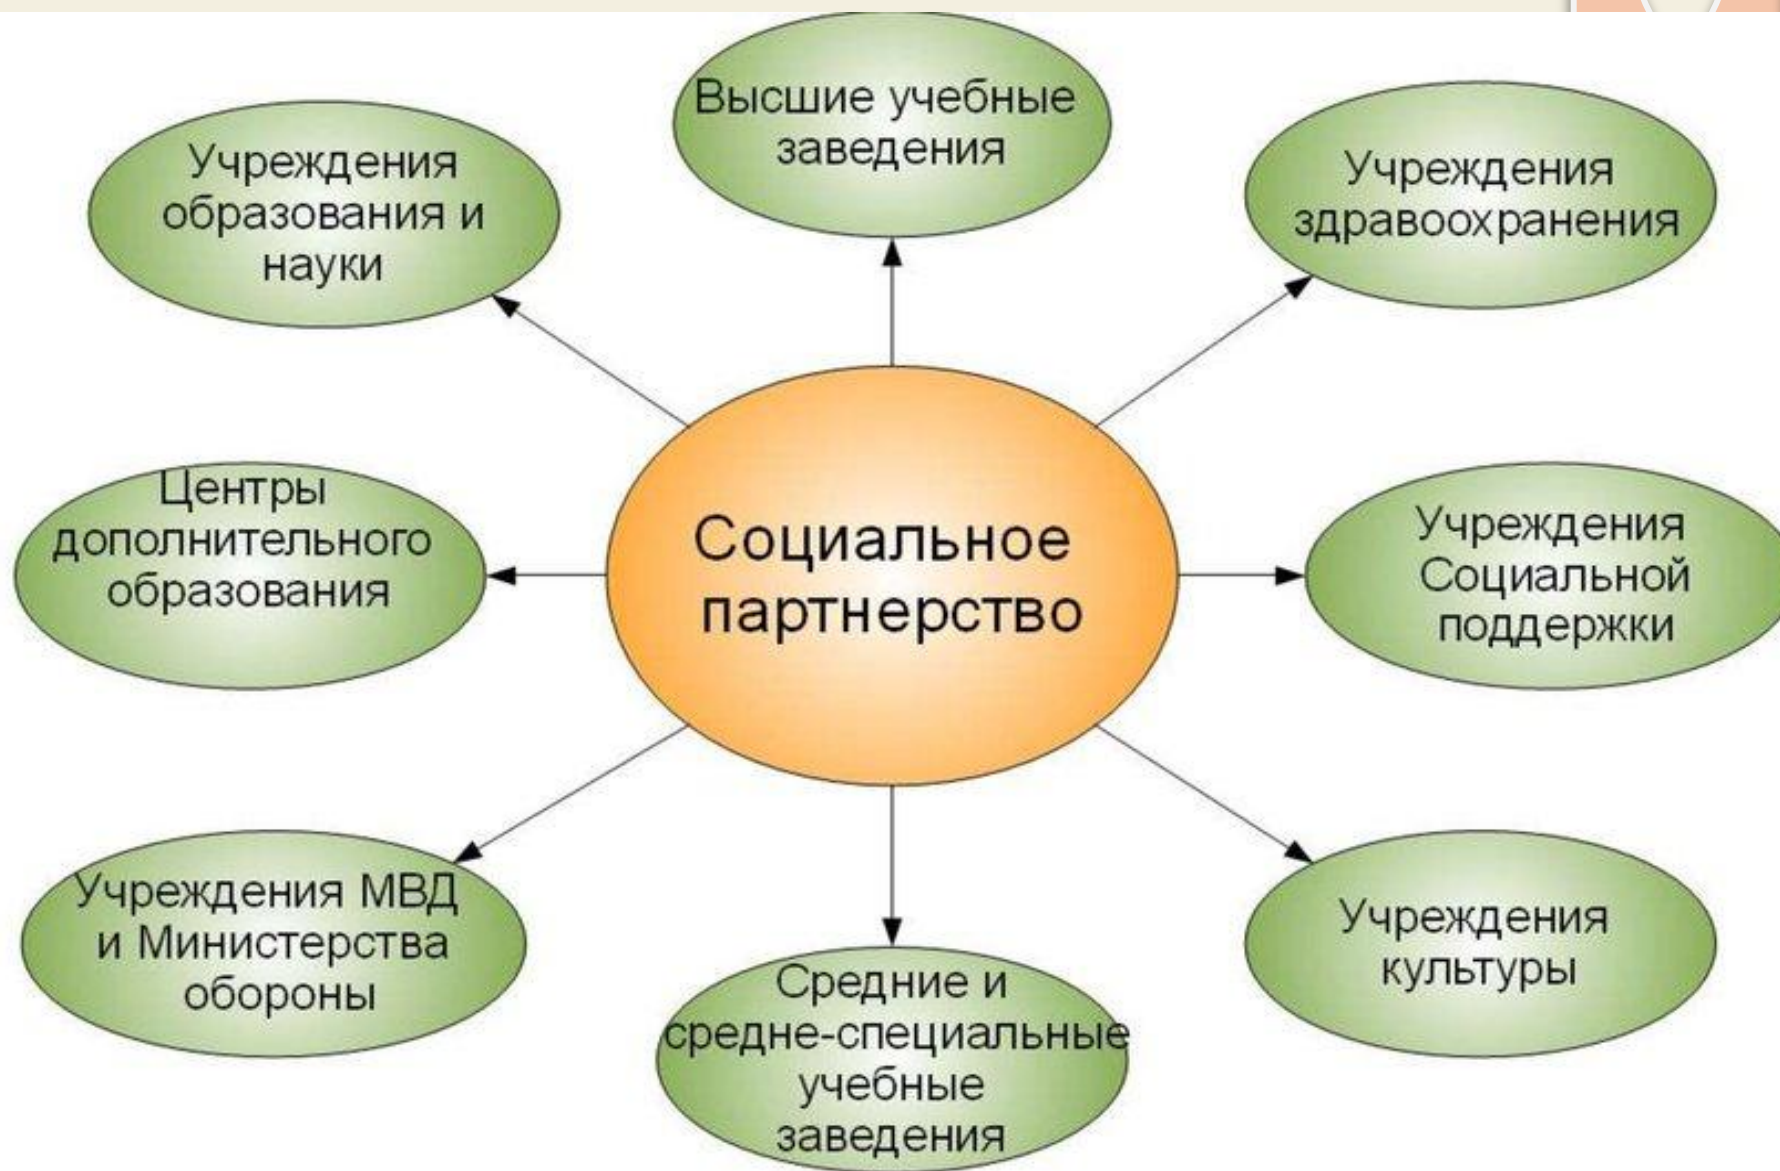 Высшие учебные
заведения
Учреждения
образования и
науки
Учреждения
здравоохранения
Центры
дополнительного
образования
Социальное
партнерство
Учреждения
Социальной
поддержки
Учреждения МВД
и Министерства
обороны
Средние и
средне-специальные
учебные
заведения
Учреждения
культуры